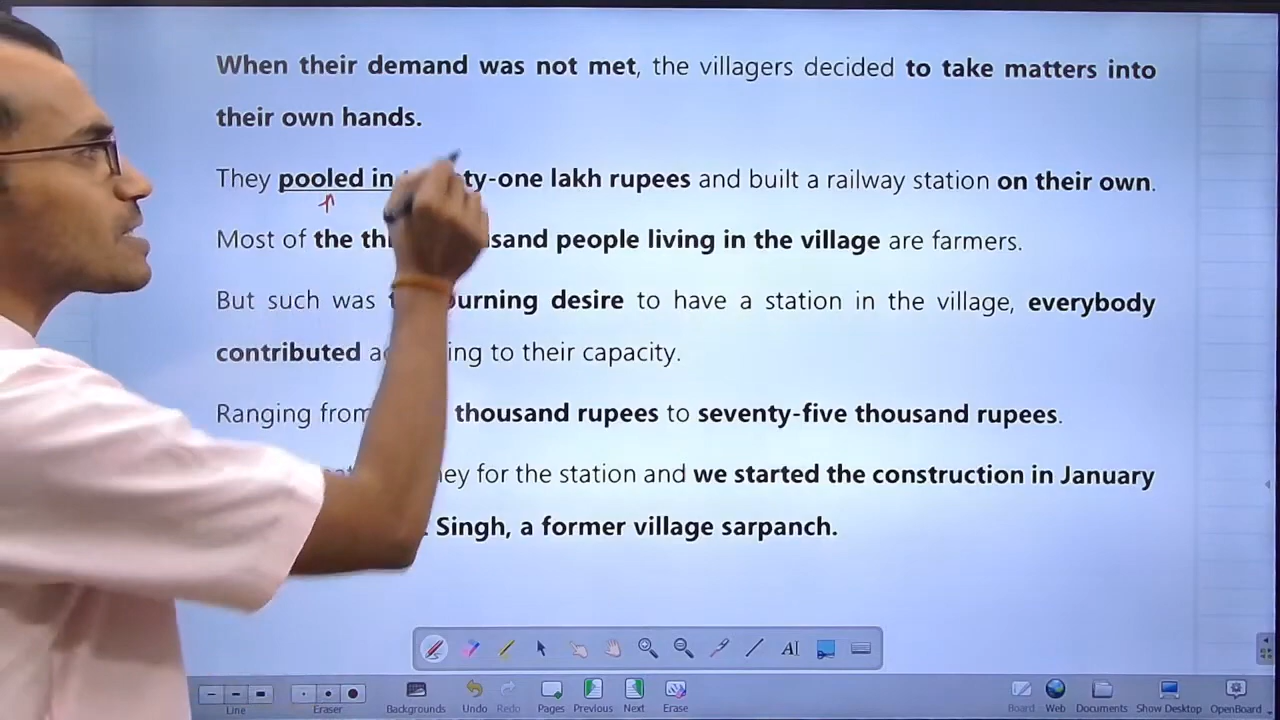 When their demand was not met, the villagers decided to take matters into
their own hands.
They pooled in ty-one lakh rupees and built a railway station on their own.
Most of the sand people living in the village are farmers.
But such was burning desire to have a station in the village, everybody
contributed to their capacity.
Ranging from thousand rupees to seventy-five thousand rupees.
for the station and we started the construction in January
Singh, a former village sarpanch.
AI
Line
Eraser
Backgrounds
Undo
Redo
Pages
Previous
Next
Erase
Board
Web
Documents
Show Desktop
OpenBoard